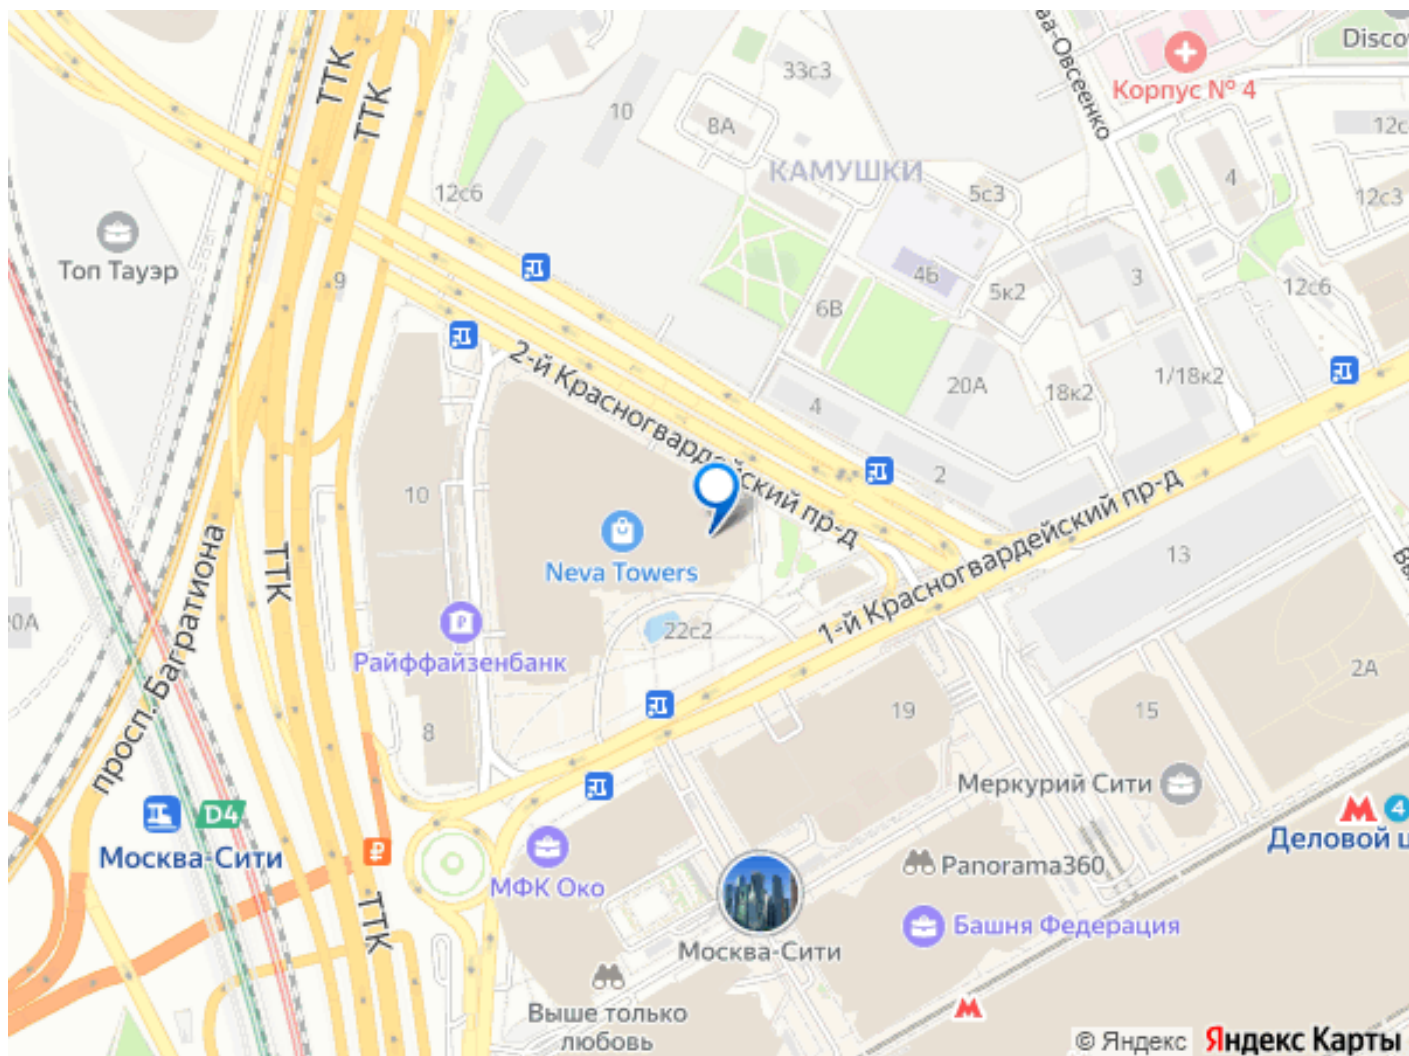 ТТК
ТТК
33с3
Disco
Корпус № 4
10
8А
12с
КАМУШКИ
12с6
5с3
4
12с3
Топ Тауэр
9
4Б
5к2
3
12с6
6В
2-й Красногвардейский пр-д
20А
18к2
1/18к2
4
2
10
Neva Towers
ТТК
просп. Багратиона
1-й Красногвардейский пр-д
13
22с2
Райффайзенбанк
2А
8
19
15
Меркурий Сити
D4
Москва-Сити
4
Деловой ц
МФК Око
Panorama360
ТТК
Башня Федерация
Москва-Сити
Выше только
любовь
© Яндекс Яндекс Карты